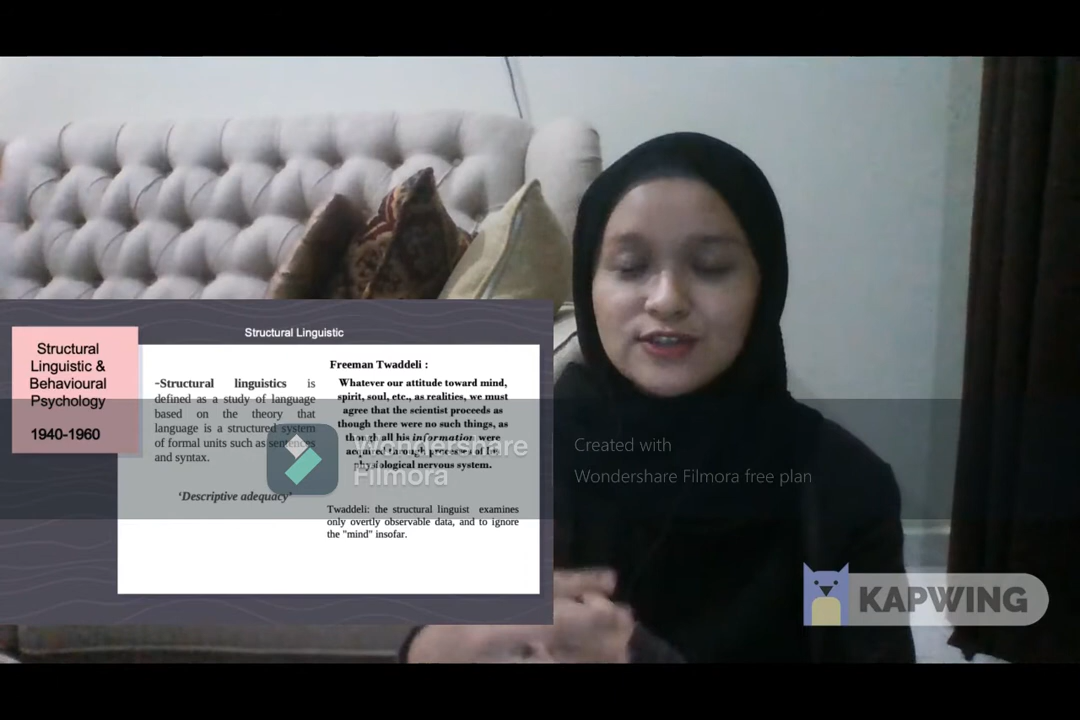 Structural Linguistic
Structural
Linguistic &
Behavioural
Psychology
1940-1960
-Structural linguistics is
defined as a study of language
based on the theory that
language is a structured system
of formal units such as sentences
and syntax.
‘Descriptive adequacy’
Freeman Twaddeli :
Whatever our attitude toward mind,
spirit, soul, etc., as realities, we must
agree that the scientist proceeds as
though there were no such things, as
though all his information were
acquired through processes of his
physiological nervous system.
Twaddeli: the structural linguist examines
only overtly observable data, and to ignore
the "mind" insofar.
Wondershare
Filmora
Created with
Wondershare Filmora free plan
KAPWING